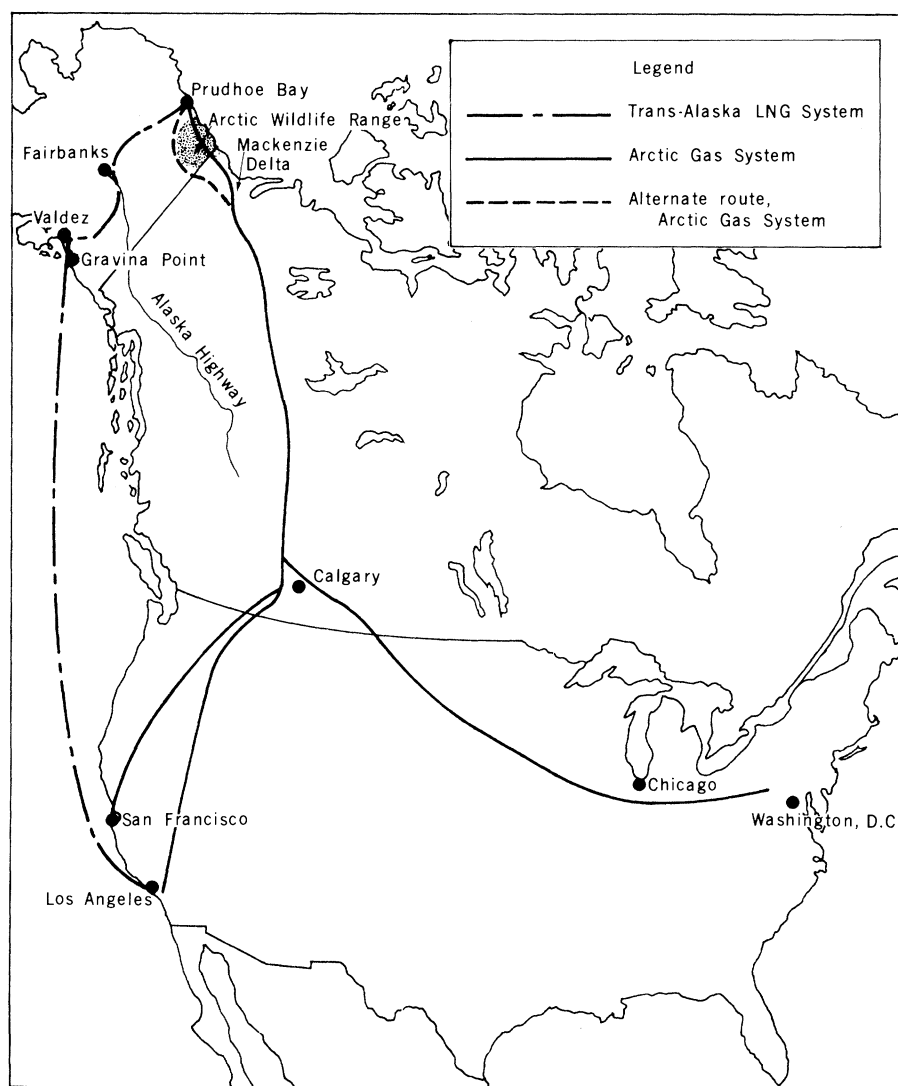 Legend
Trans-Alaska LNG System
Arctic Gas System
Alternate route,
Arctic Gas System
Prudhoe Bay
Arctic Wildlife Range
Mackenzie
Delta
Fairbanks
Valdez
Gravina Point
Alaska Highway
Calgary
Chicago
Washington, D.C
San Francisco
Los Angeles